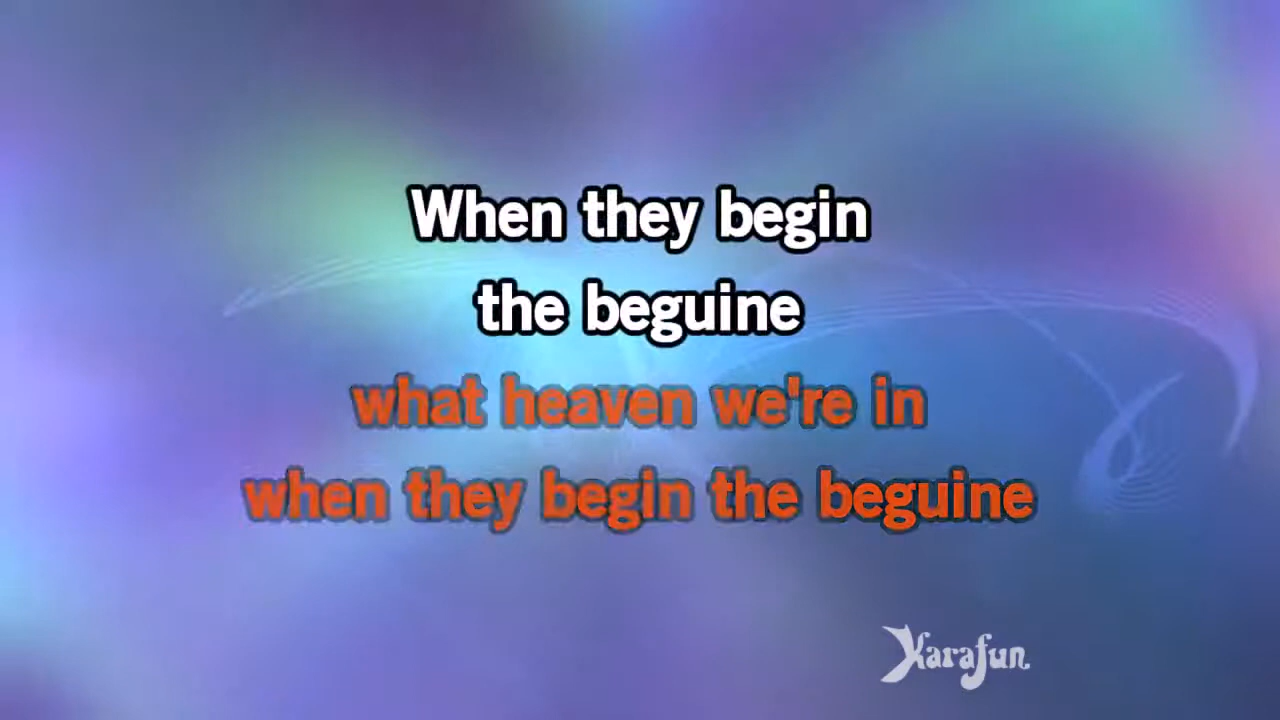 When they begin
the beguine
what heaven we're in
when they begin the beguine
Karafun